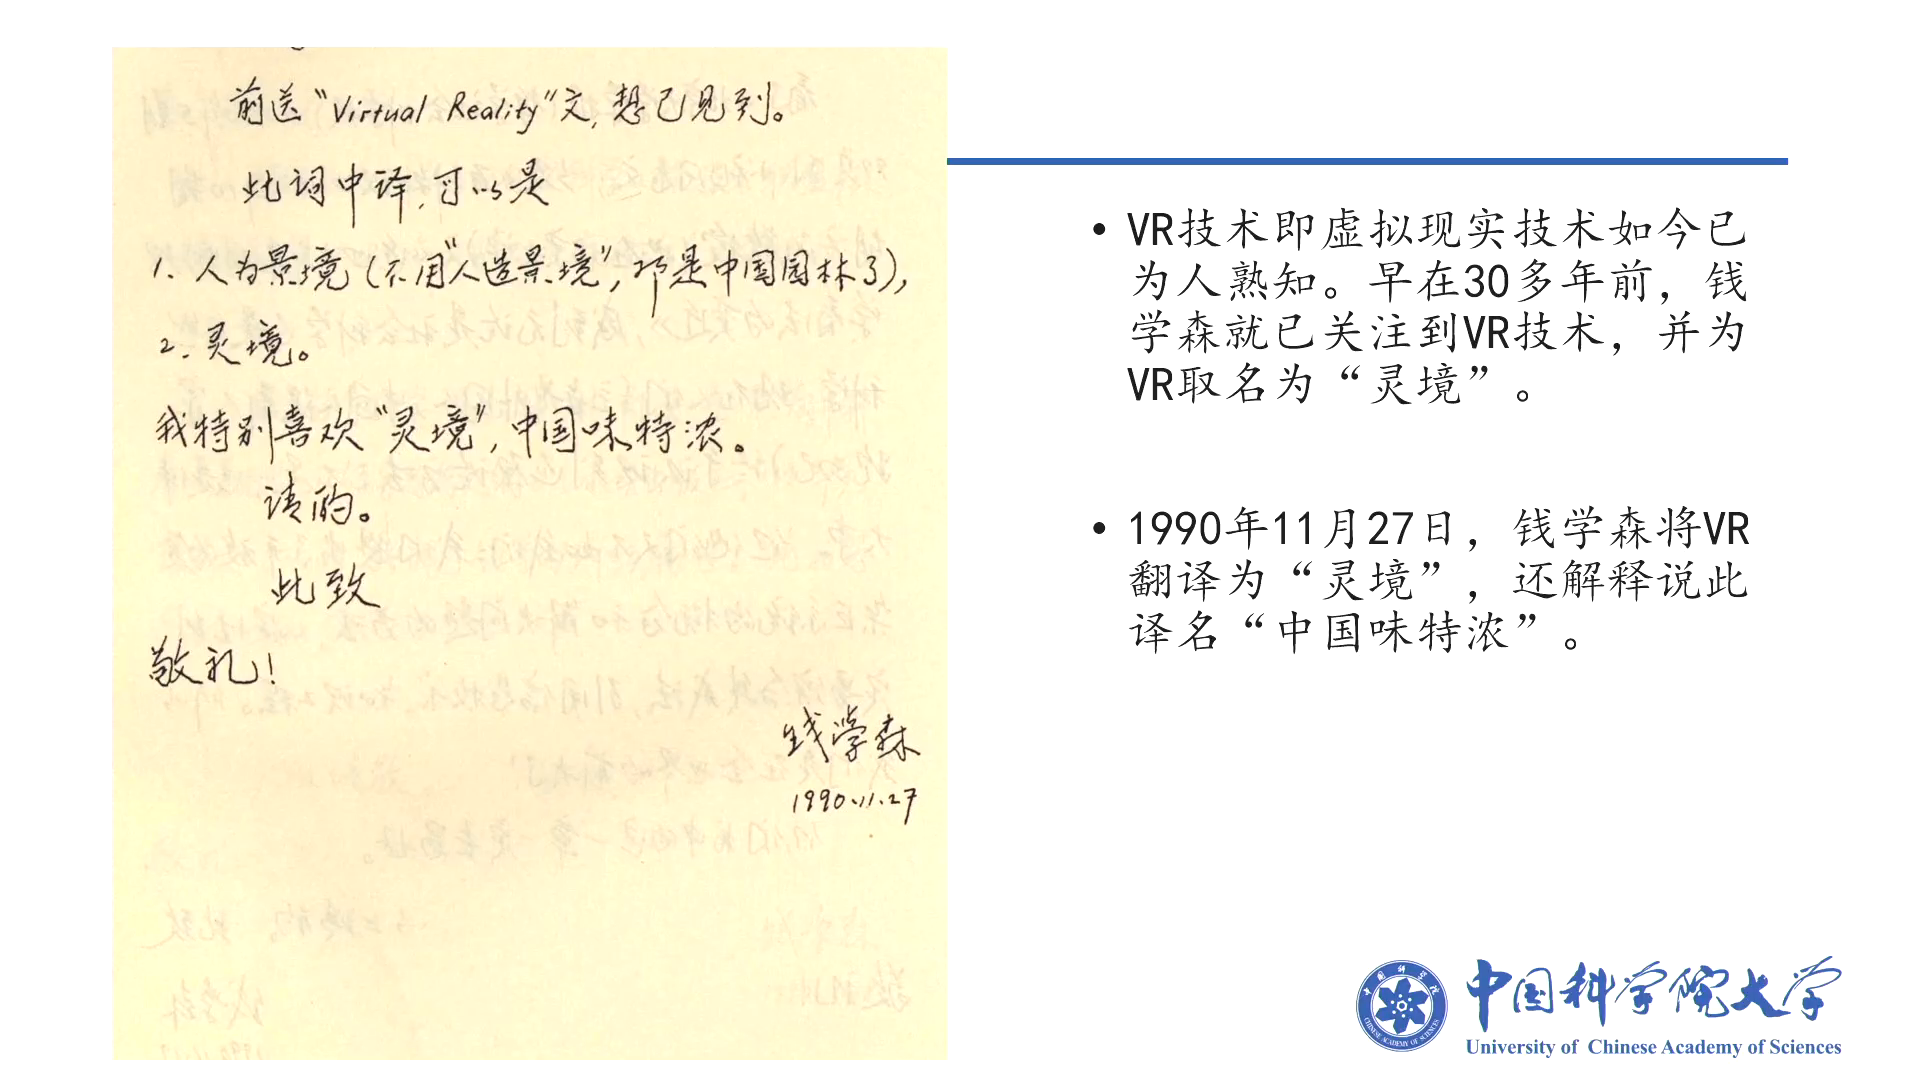 前送“Virtual Reality”文,想已见到。
此词中译,可以是
1. 人为景境(不用“人造景境”,那是中国园林了),
2. 灵境。
我特别喜欢“灵境”,中国味特浓。
请酌。
此致
敬礼!
钱学森
1990.11.27
•VR技术即虚拟现实技术如今已
为人熟知。早在30多年前，钱
学森就已关注到VR技术，并为
VR取名为“灵境”。
•1990年11月27日，钱学森将VR
翻译为“灵境”，还解释说此
译名“中国味特浓”。
中国科学院大学
University of Chinese Academy of Sciences